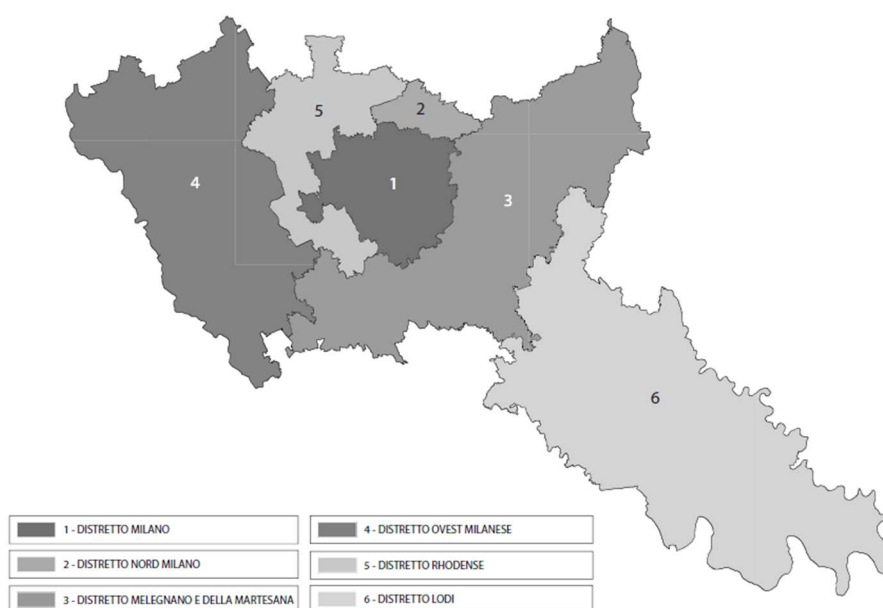 5
2
4
1
3
6
1 - DISTRETTO MILANO
4 - DISTRETTO OVEST MILANESE
2 - DISTRETTO NORD MILANO
5 - DISTRETTO RHODENSE
3 - DISTRETTO MELEGNANO E DELLA MARTESANA
6 - DISTRETTO LODI